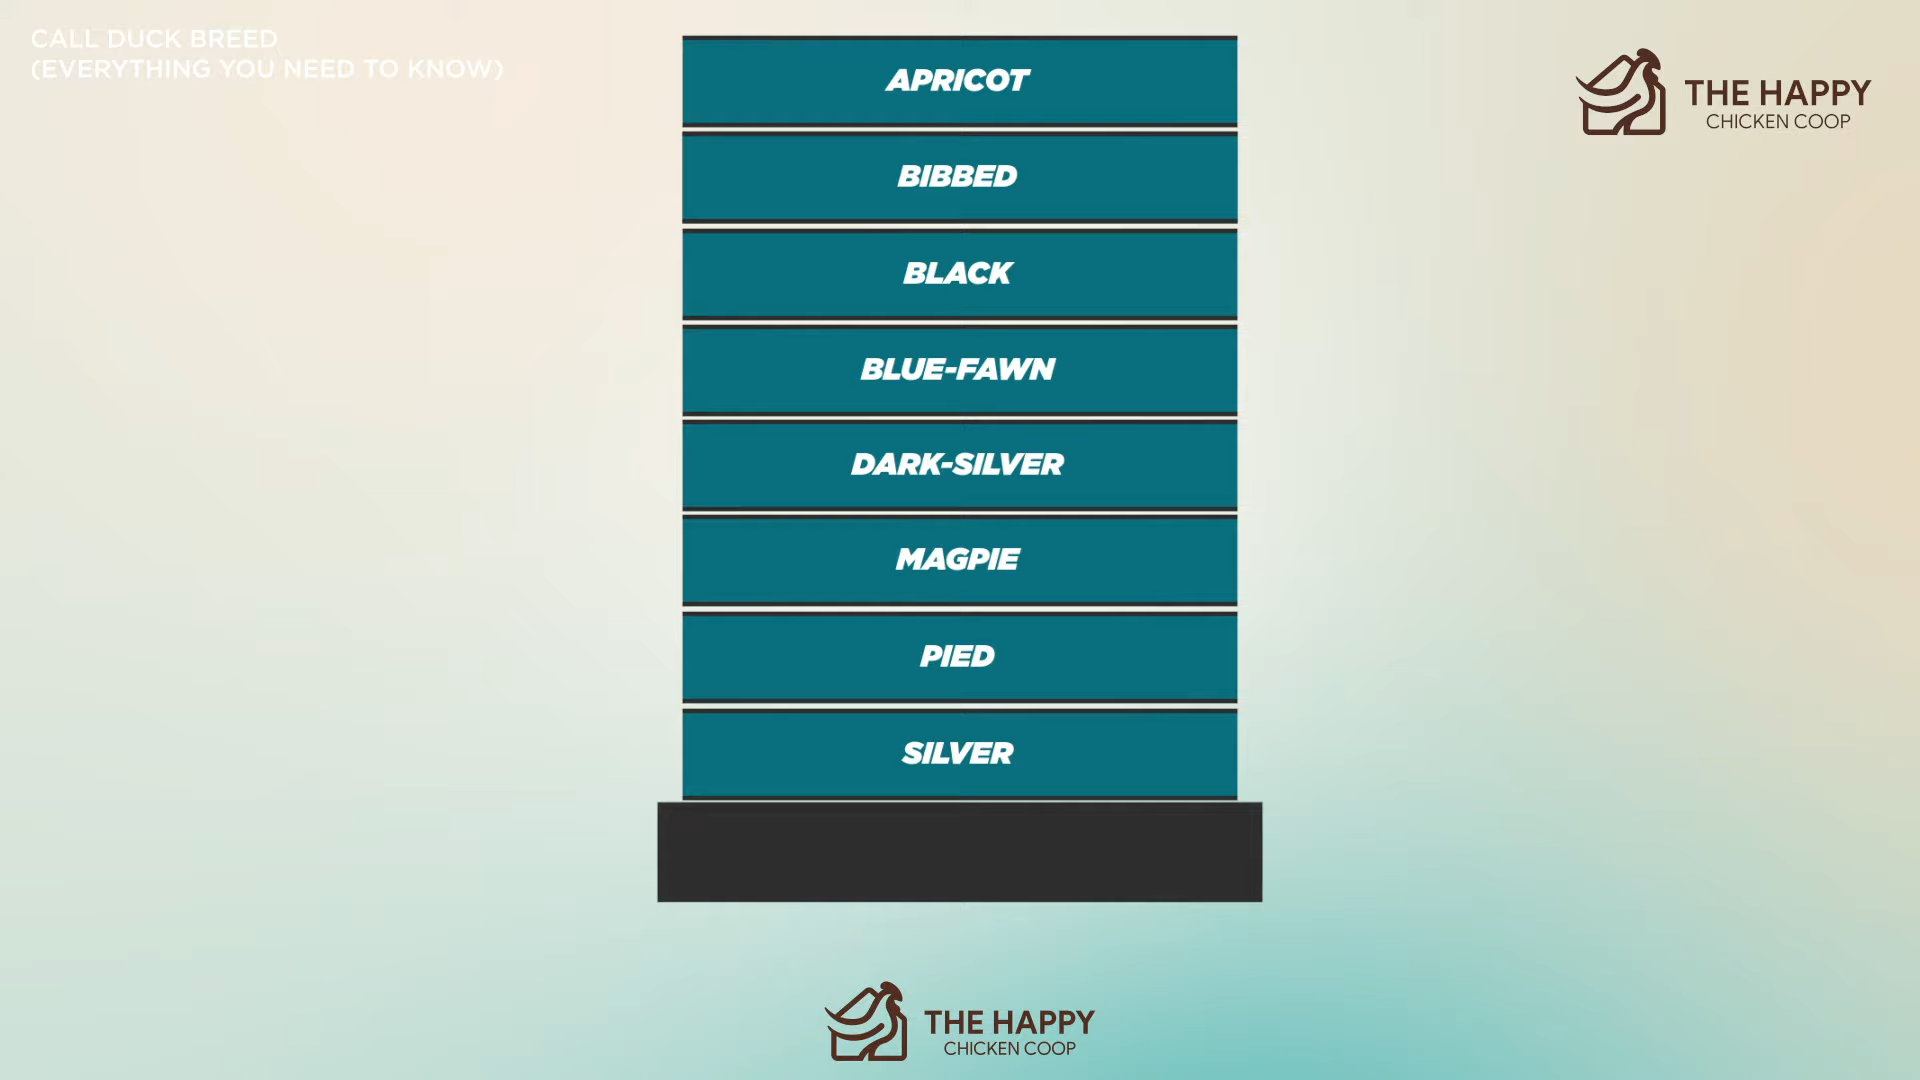 CALL DUCK BREED
(EVERYTHING YOU NEED TO KNOW)
THE HAPPY
CHICKEN COOP
APRICOT
BIBBED
BLACK
BLUE-FAWN
DARK-SILVER
MAGPIE
PIED
SILVER
THE HAPPY
CHICKEN COOP